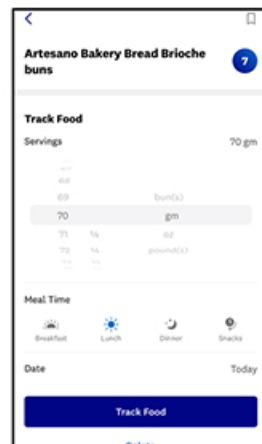 Artesano Bakery Bread Brioche
buns
7
Track Food
Servings 70 gm
68
69 bun(s)
70 gm
71 ¼ oz
72 ⅓ pound(s)
Meal Time
Breakfast Lunch Dinner Snacks
Date Today
Track Food